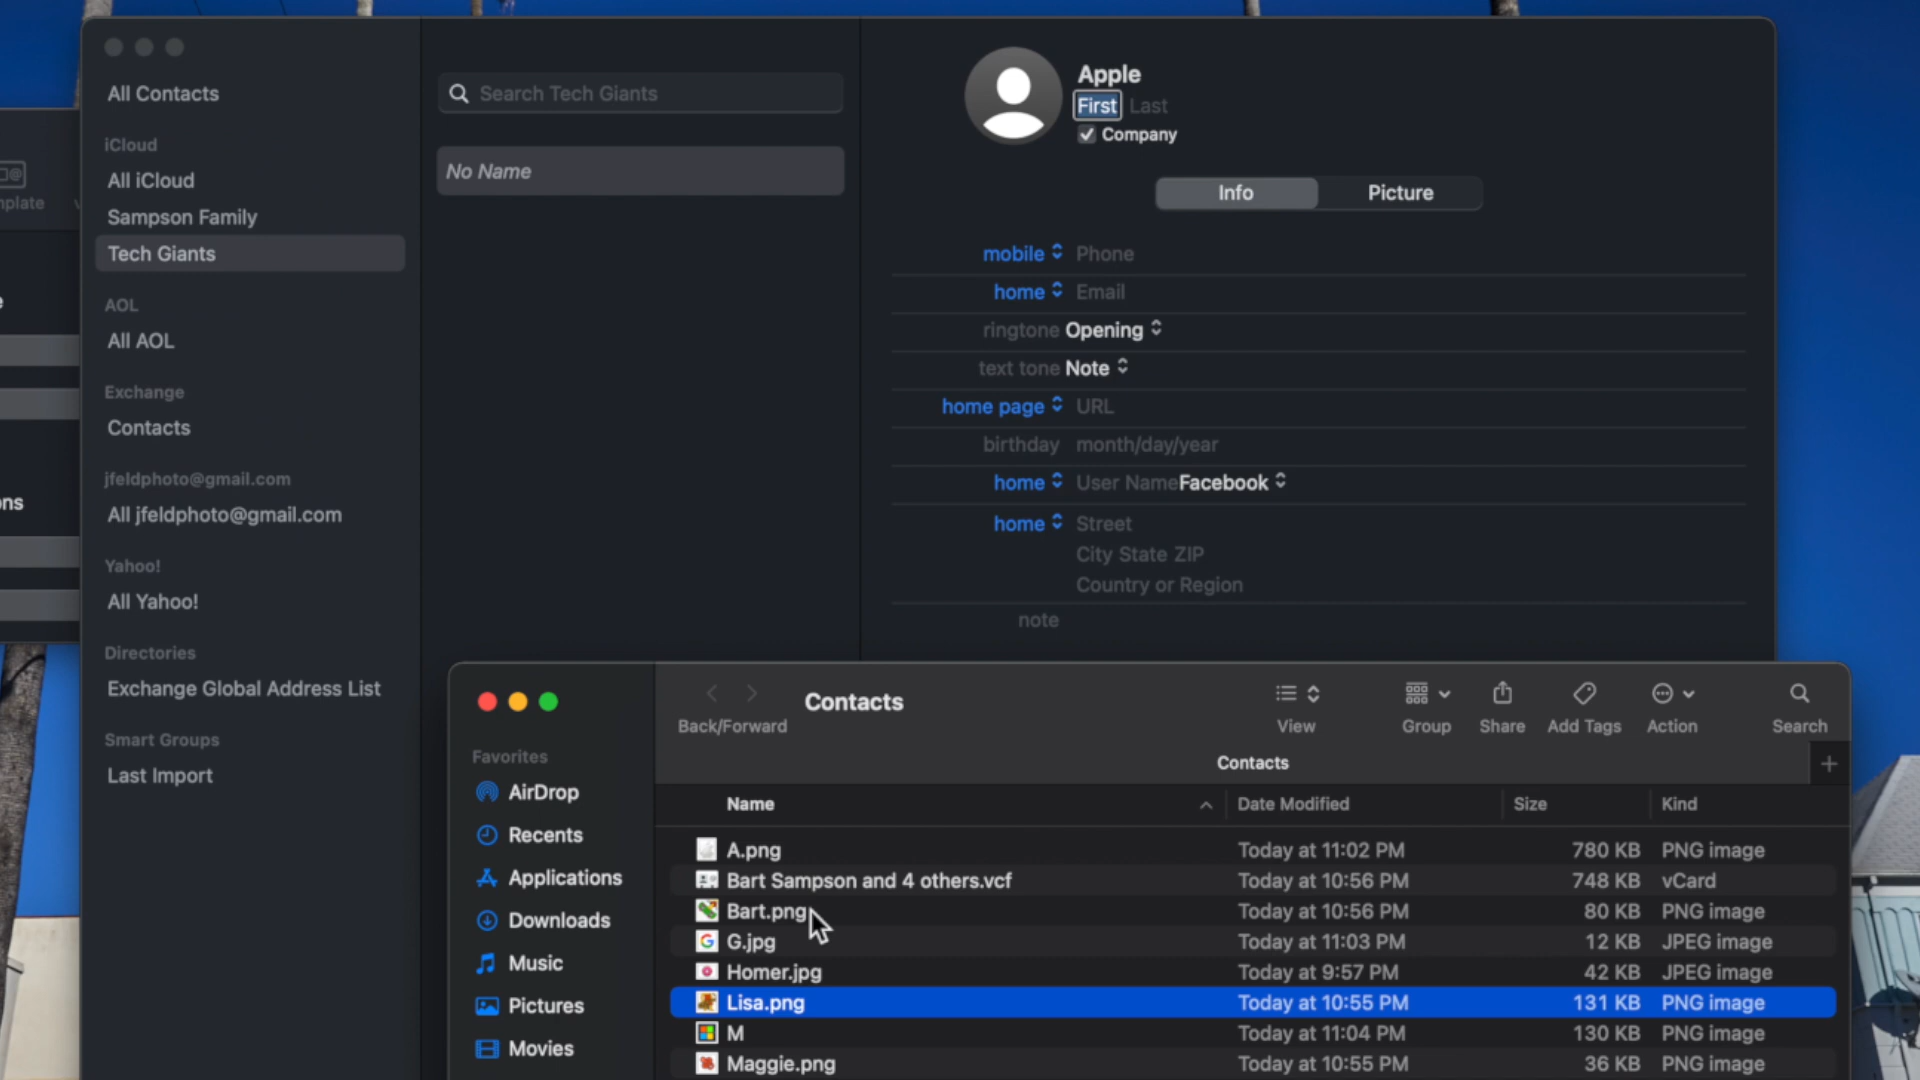 mplate
ons
All Contacts
iCloud
All iCloud
Sampson Family
Tech Giants
AOL
All AOL
Exchange
Contacts
jfeldphoto@gmail.com
All jfeldphoto@gmail.com
Yahoo!
All Yahoo!
Directories
Exchange Global Address List
Smart Groups
Last Import
Search Tech Giants
No Name
Apple
First Last
Company
Info Picture
mobile Phone
home Email
ringtone Opening
text tone Note
home page URL
birthday month/day/year
home User Name Facebook
home Street
City State ZIP
Country or Region
note
Back/Forward
Contacts
View
Group
Share
Add Tags
Action
Search
Contacts
Favorites
AirDrop
Recents
Applications
Downloads
Music
Pictures
Movies
Name Date Modified Size Kind
A.png Today at 11:02 PM 780 KB PNG image
Bart Sampson and 4 others.vcf Today at 10:56 PM 748 KB vCard
Bart.png Today at 10:56 PM 80 KB PNG image
G.jpg Today at 11:03 PM 12 KB JPEG image
Homer.jpg Today at 9:57 PM 42 KB JPEG image
Lisa.png Today at 10:55 PM 131 KB PNG image
M Today at 11:04 PM 130 KB PNG image
Maggie.png Today at 10:55 PM 36 KB PNG image